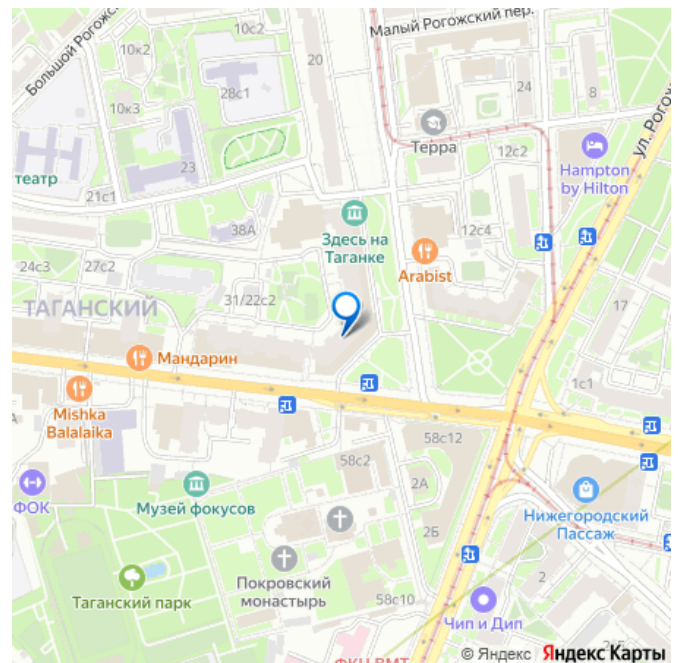 Малый Рогожский пер.
Большой Рогожс
10к2
10с2
20
24
8
28с1
10к3
Терра
12с2
ул. Рогож
Hampton
by Hilton
23
театр
21с1
38А
Здесь на
Таганке
12с4
Arabist
24с3
27с2
31/22с2
ТАГАНСКИЙ
17
Мандарин
1с1
Mishka
Balalaika
58с12
58с2
2А
ФОК
Музей фокусов
Нижегородский
Пассаж
2Б
Таганский парк
Покровский
монастырь
58с10
2
Чип и Дип
ФКН ВМТ
© Яндекс Яндекс Карты